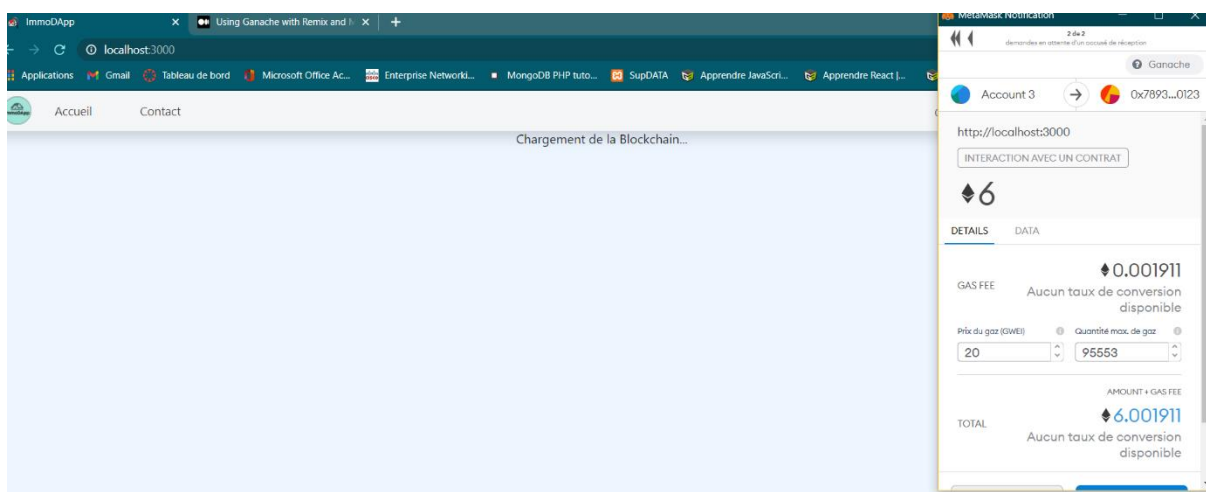 ImmoDApp
Using Ganache with Remix and M
localhost:3000
Applications
Gmail
Tableau de bord
Microsoft Office Ac...
Enterprise Networki...
MongoDB PHP tuto...
SupDATA
Apprendre JavaScri...
Apprendre React |...
Accueil
Contact
Chargement de la Blockchain...
MetaMask Notification
2 de 2
demandes en attente d'un accusé de réception
Ganache
Account 3
0x7893...0123
http://localhost:3000
INTERACTION AVEC UN CONTRAT
6
DETAILS
DATA
GAS FEE
0.001911
Aucun taux de conversion
disponible
Prix du gaz (GWEI)
Quantité max. de gaz
20
95553
AMOUNT + GAS FEE
TOTAL
6.001911
Aucun taux de conversion
disponible